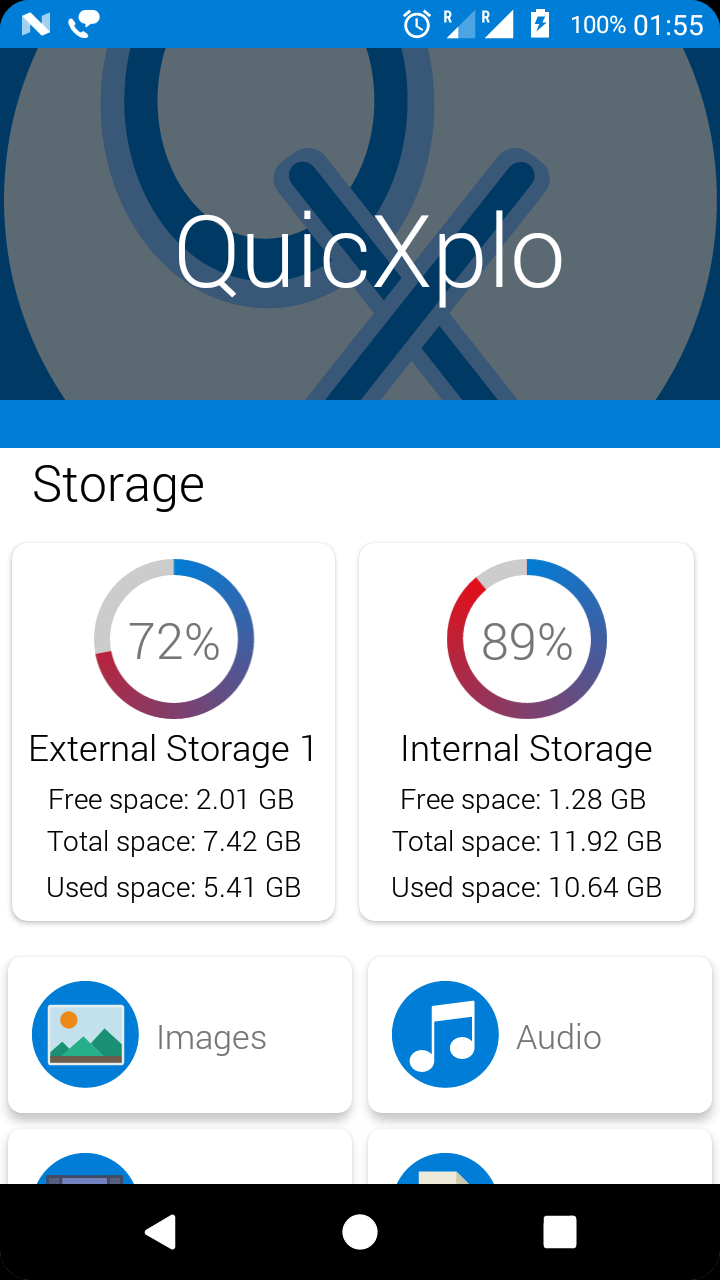 R R 100% 01:55
QuicXplo
Storage
72%
External Storage 1
Free space: 2.01 GB
Total space: 7.42 GB
Used space: 5.41 GB
89%
Internal Storage
Free space: 1.28 GB
Total space: 11.92 GB
Used space: 10.64 GB
Images
Audio